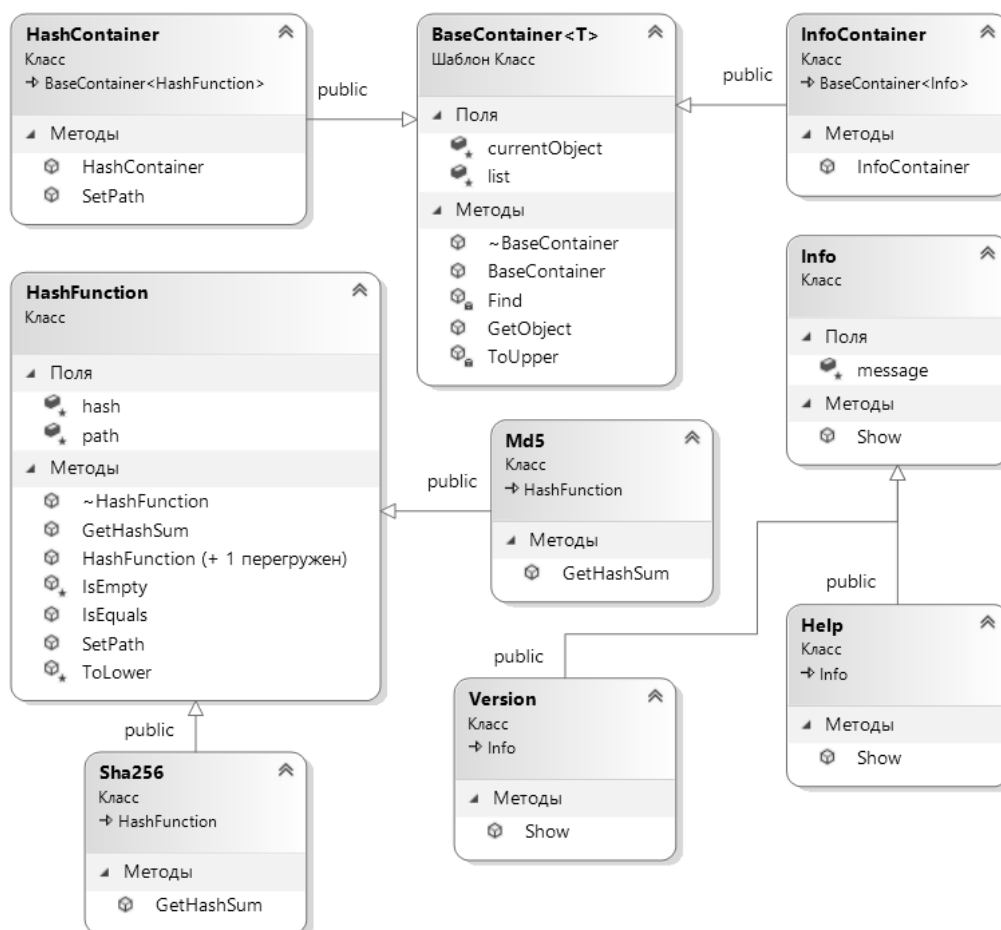 HashContainer
Класс
BaseContainer<HashFunction>
Методы
HashContainer
SetPath
public
BaseContainer<T>
Шаблон Класс
Поля
currentObject
list
Методы
~BaseContainer
BaseContainer
Find
GetObject
ToUpper
public
InfoContainer
Класс
BaseContainer<Info>
Методы
InfoContainer
HashFunction
Класс
Поля
hash
path
Методы
~HashFunction
GetHashSum
HashFunction (+ 1 перегружен)
IsEmpty
IsEquals
SetPath
ToLower
public
Md5
Класс
HashFunction
Методы
GetHashSum
Info
Класс
Поля
message
Методы
Show
public
Help
Класс
Info
Методы
Show
public
Version
Класс
Info
Методы
Show
public
Sha256
Класс
HashFunction
Методы
GetHashSum